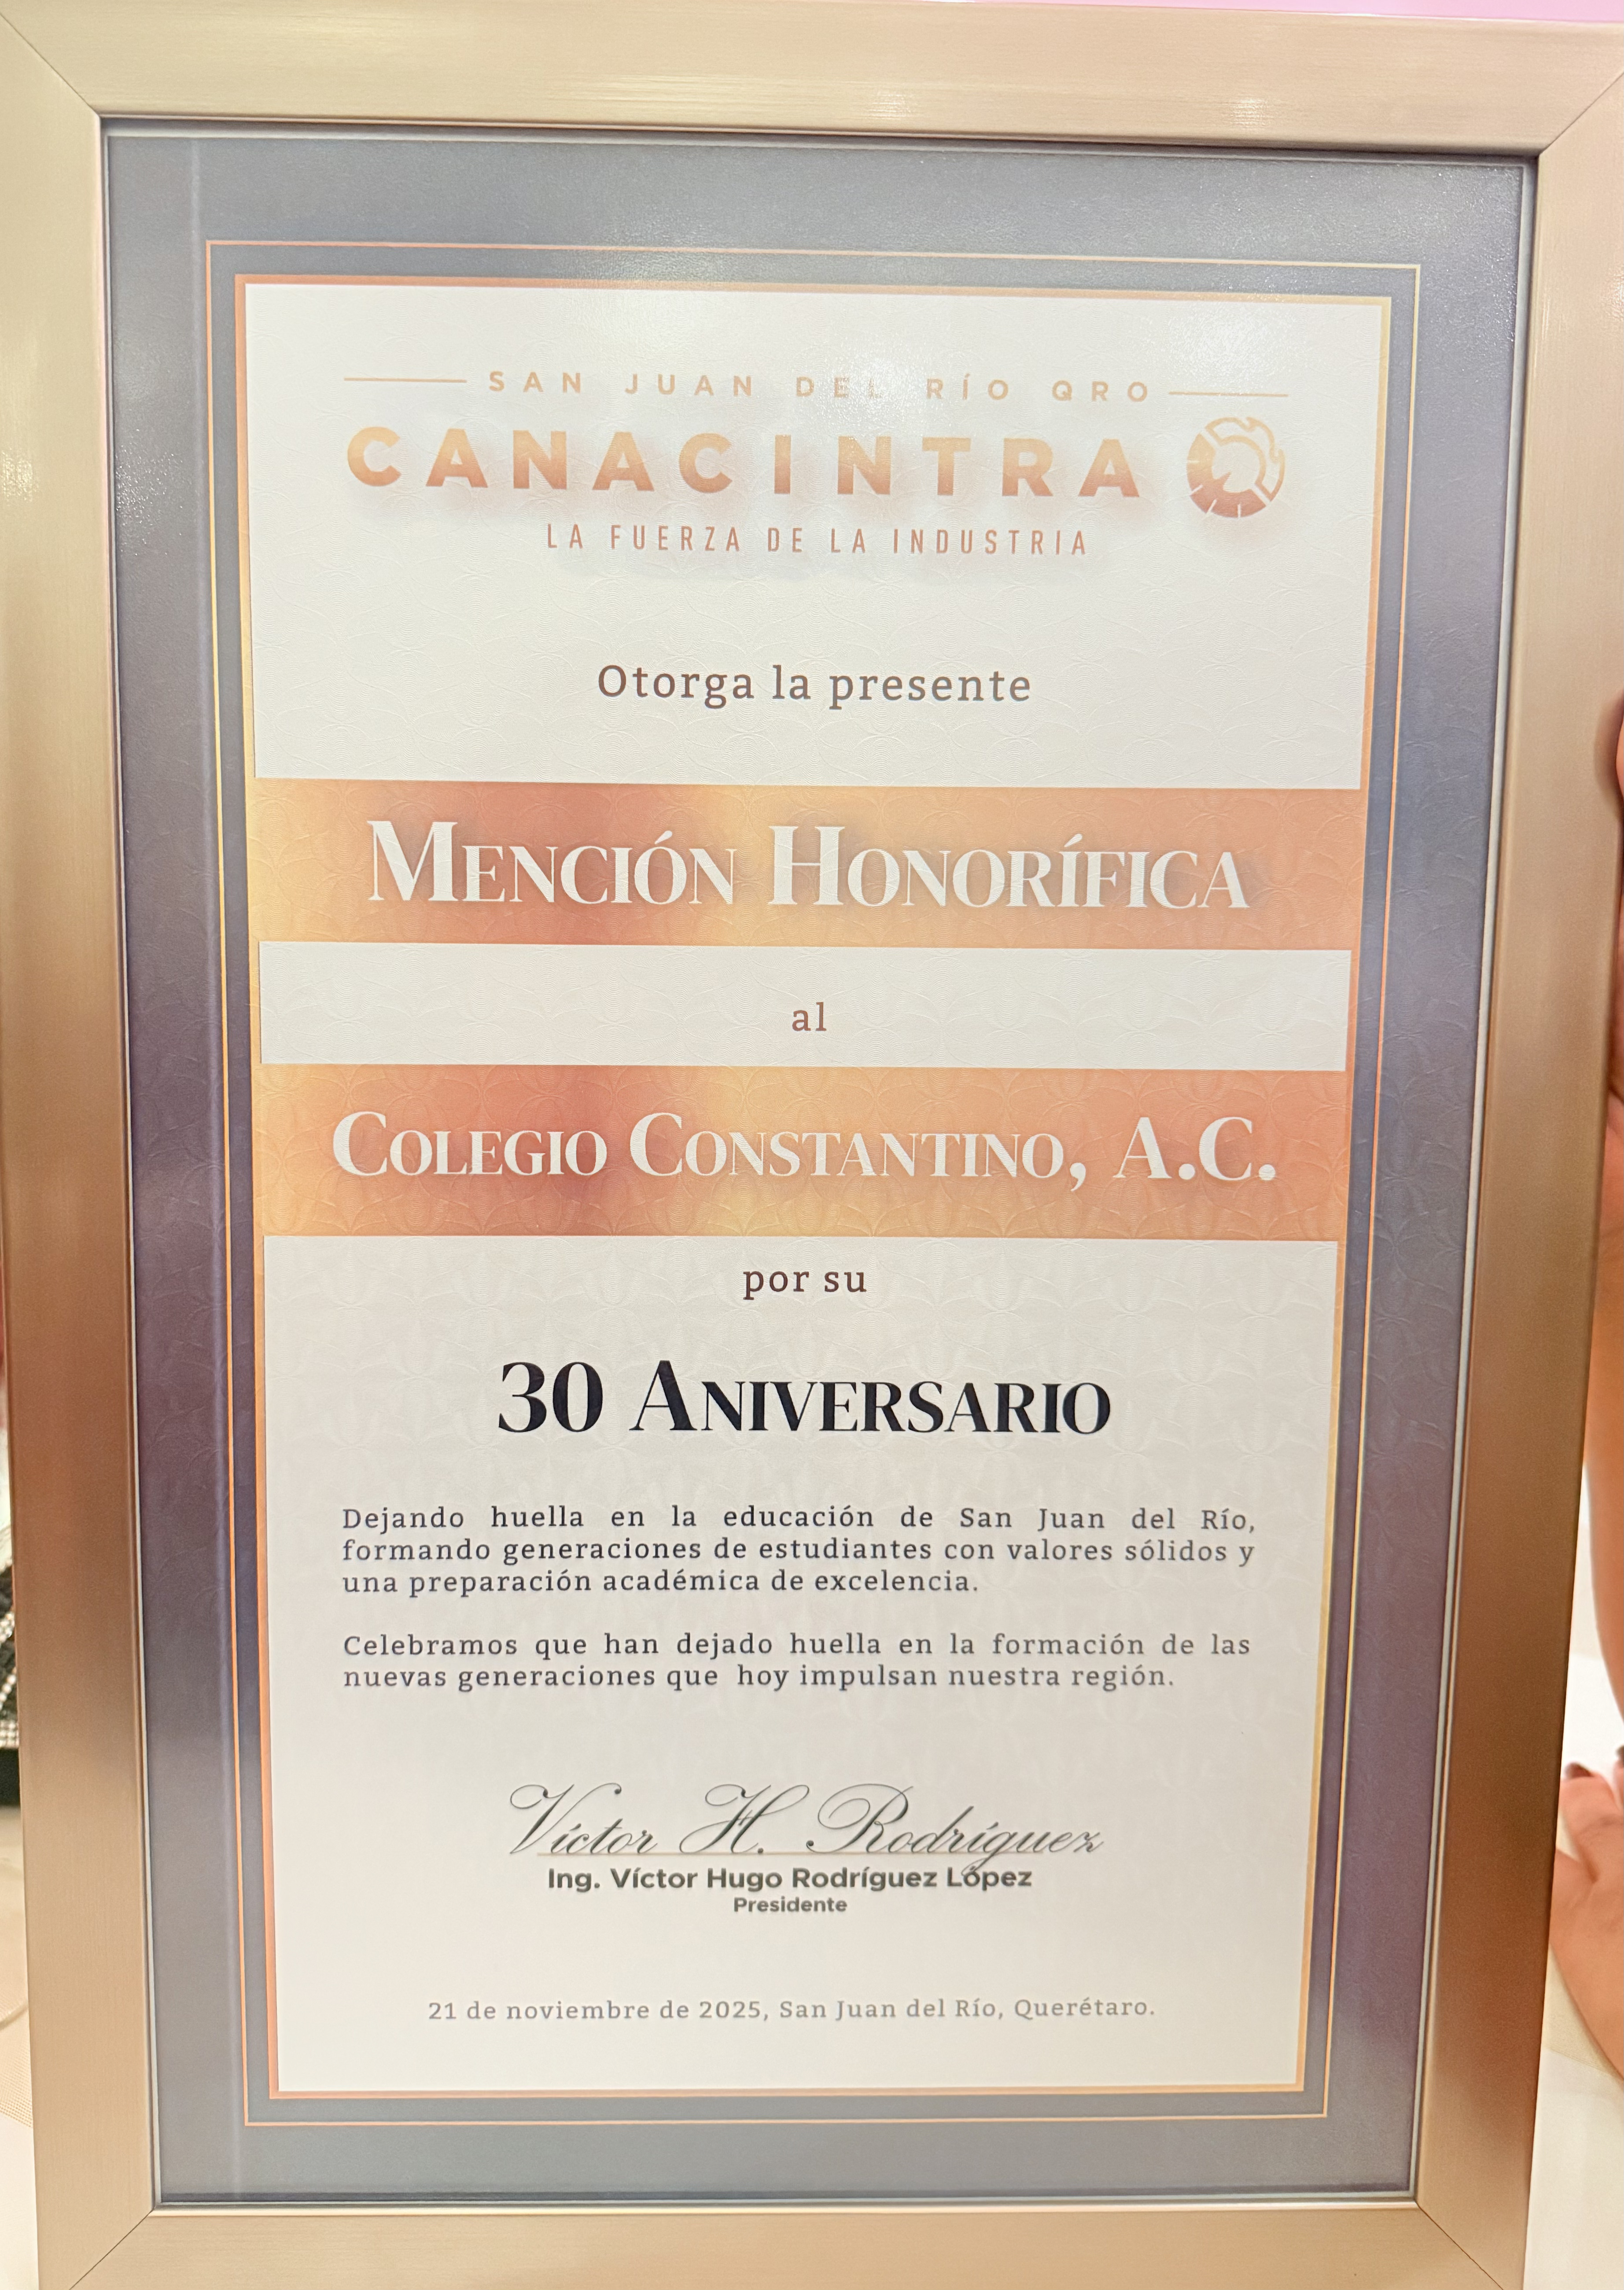 SAN JUAN DEL RÍO QRO
CANACINTRA
LA FUERZA DE LA INDUSTRIA
Otorga la presente
MENCIÓN HONORÍFICA
al
COLEGIO CONSTANTINO, A.C.
por su
30 ANIVERSARIO
Dejando huella en la educación de San Juan del Río,
formando generaciones de estudiantes con valores sólidos y
una preparación académica de excelencia.
Celebramos que han dejado huella en la formación de las
nuevas generaciones que hoy impulsan nuestra región.
Víctor H. Rodríguez
Ing. Víctor Hugo Rodríguez López
Presidente
21 de noviembre de 2025, San Juan del Río, Querétaro.